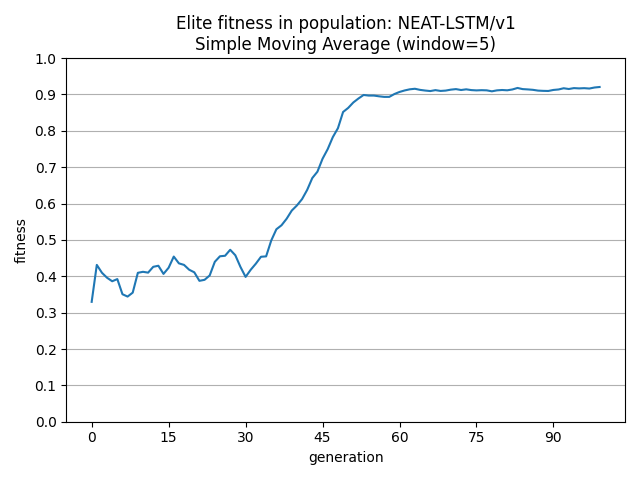 Elite fitness in population: NEAT-LSTM/v1
Simple Moving Average (window=5)
1.0
0.9
0.8
0.7
0.6
0.5
0.4
0.3
0.2
0.1
0.0
fitness
0 15 30 45 60 75 90
generation